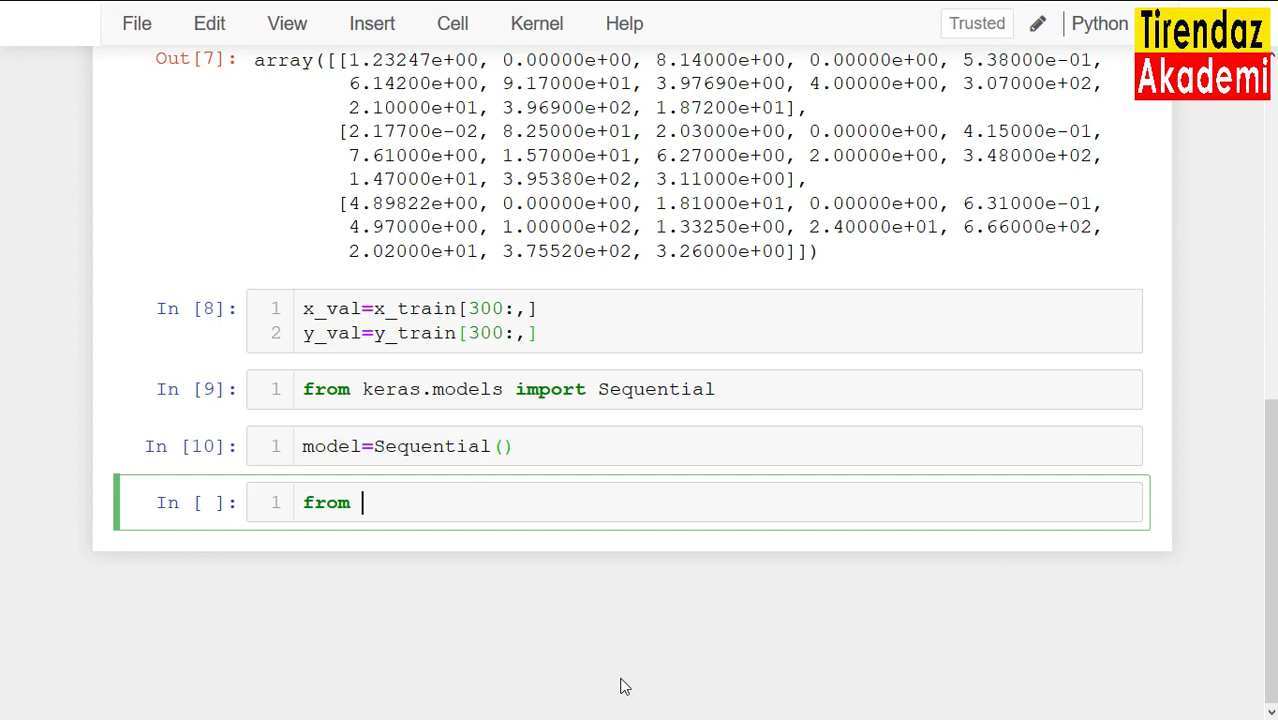 File Edit View Insert Cell Kernel Help Trusted Python
Tirendaz
Akademi
Out[7]: array([[1.23247e+00, 0.00000e+00, 8.14000e+00, 0.00000e+00, 5.38000e-01,
6.14200e+00, 9.17000e+01, 3.97690e+00, 4.00000e+00, 3.07000e+02,
2.10000e+01, 3.96900e+02, 1.87200e+01],
[2.17700e-02, 8.25000e+01, 2.03000e+00, 0.00000e+00, 4.15000e-01,
7.61000e+00, 1.57000e+01, 6.27000e+00, 2.00000e+00, 3.48000e+02,
1.47000e+01, 3.95380e+02, 3.11000e+00],
[4.89822e+00, 0.00000e+00, 1.81000e+01, 0.00000e+00, 6.31000e-01,
4.97000e+00, 1.00000e+02, 1.33250e+00, 2.40000e+01, 6.66000e+02,
2.02000e+01, 3.75520e+02, 3.26000e+00]])
In [8]: 1 x_val=x_train[300:,]
2 y_val=y_train[300:,]
In [9]: 1 from keras.models import Sequential
In [10]: 1 model=Sequential()
In [ ]: 1 from